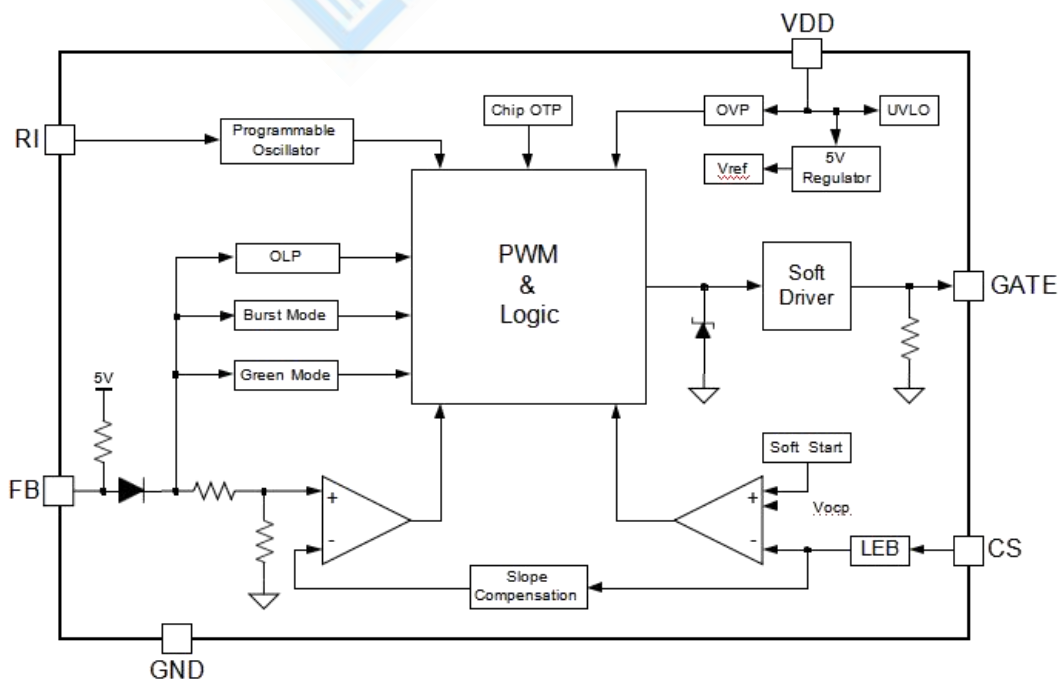 VDD
Chip OTP
OVP
UVLO
RI
Programmable
Oscillator
Vref
5V
Regulator
OLP
PWM
&
Logic
Soft
Driver
GATE
Burst Mode
5V
Green Mode
Soft Start
FB
+
+
Vocp
-
-
LEB
CS
Slope
Compensation
GND